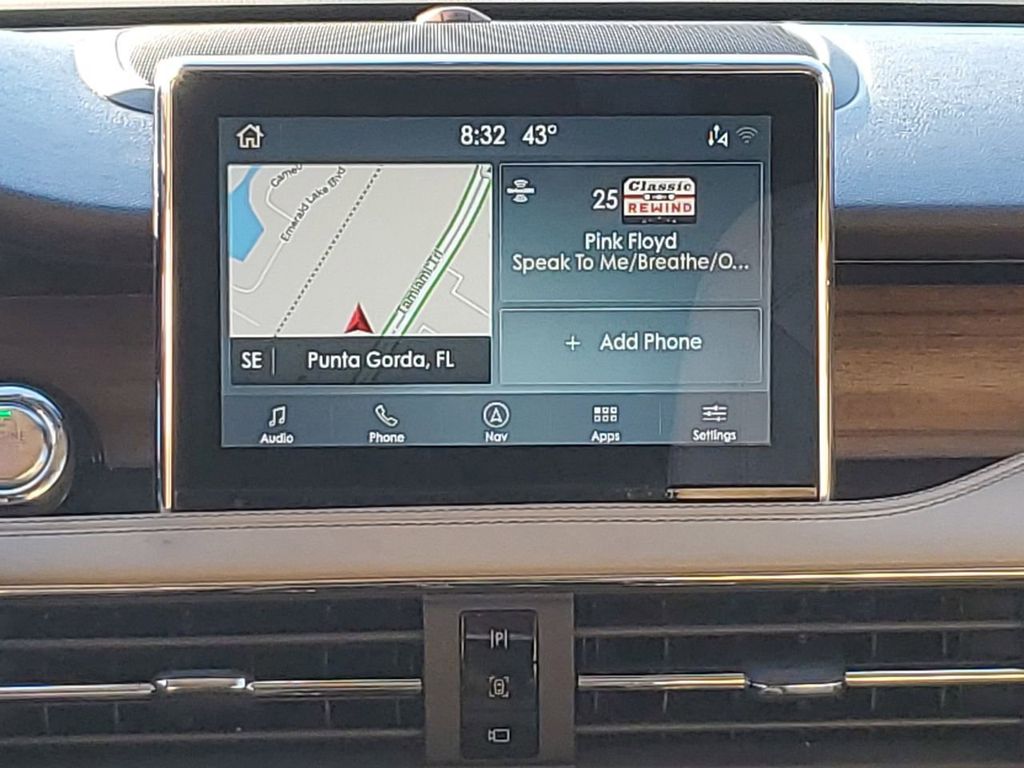 8:32 43°
Cameo
Emerald Lake Blvd
Tamiami Trl
SE Punta Gorda, FL
25 Classic
REWIND
Pink Floyd
Speak To Me/Breathe/O...
+ Add Phone
Audio
Phone
Nav
Apps
Settings
P